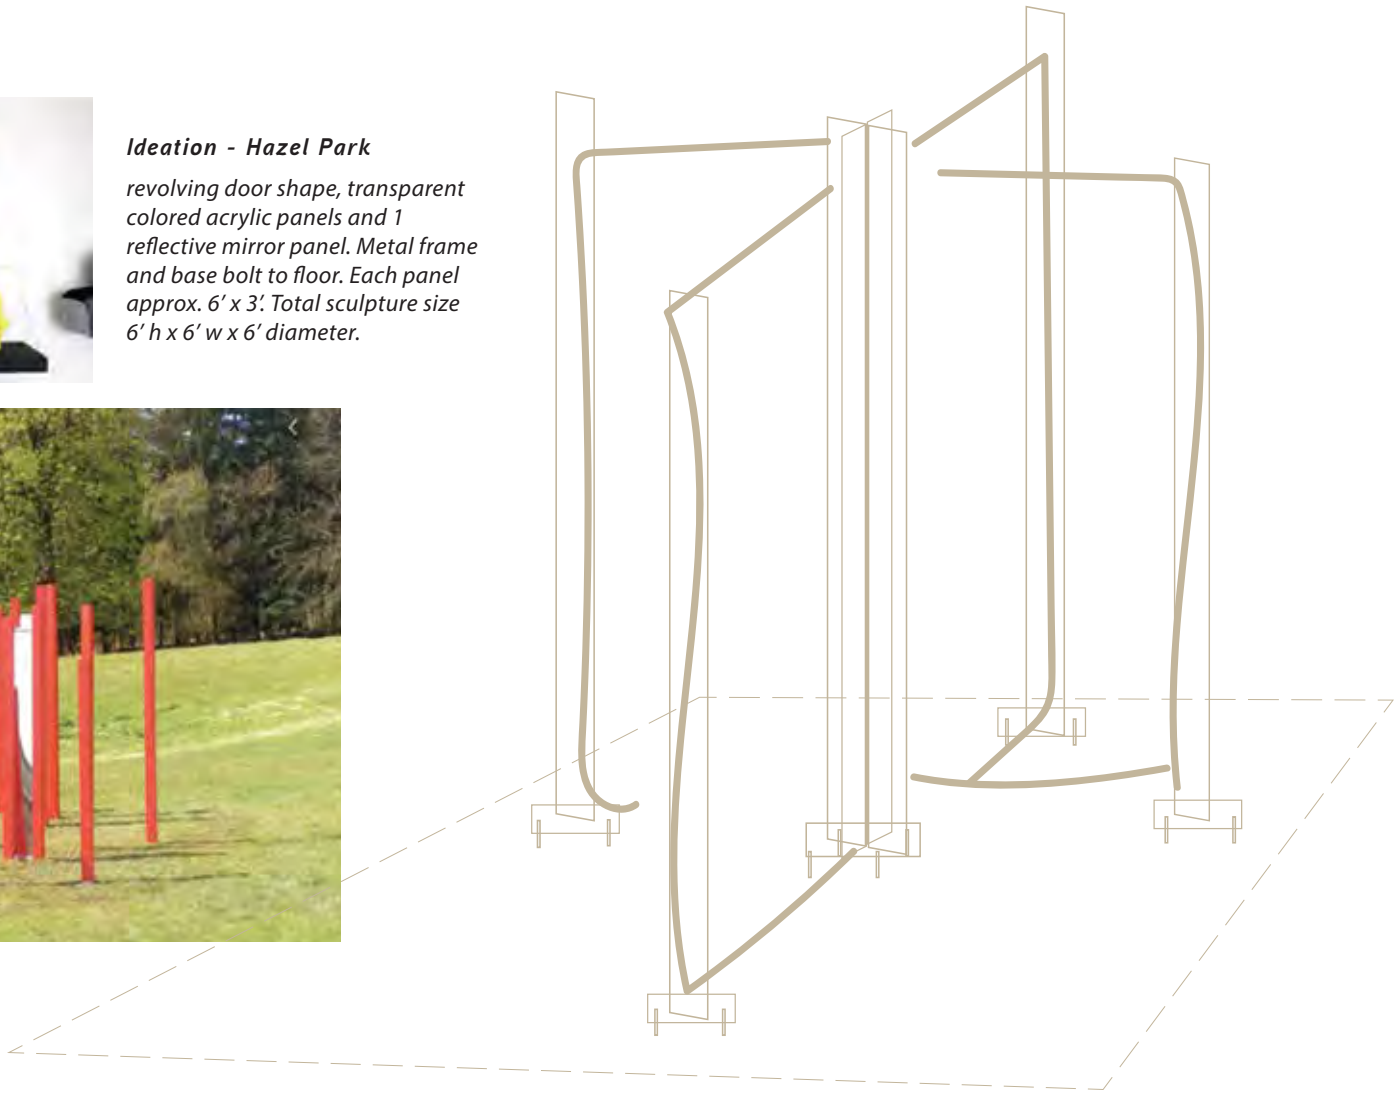 Ideation - Hazel Park
revolving door shape, transparent
colored acrylic panels and 1
reflective mirror panel. Metal frame
and base bolt to floor. Each panel
approx. 6’ x 3’. Total sculpture size
6’ h x 6’ w x 6’ diameter.